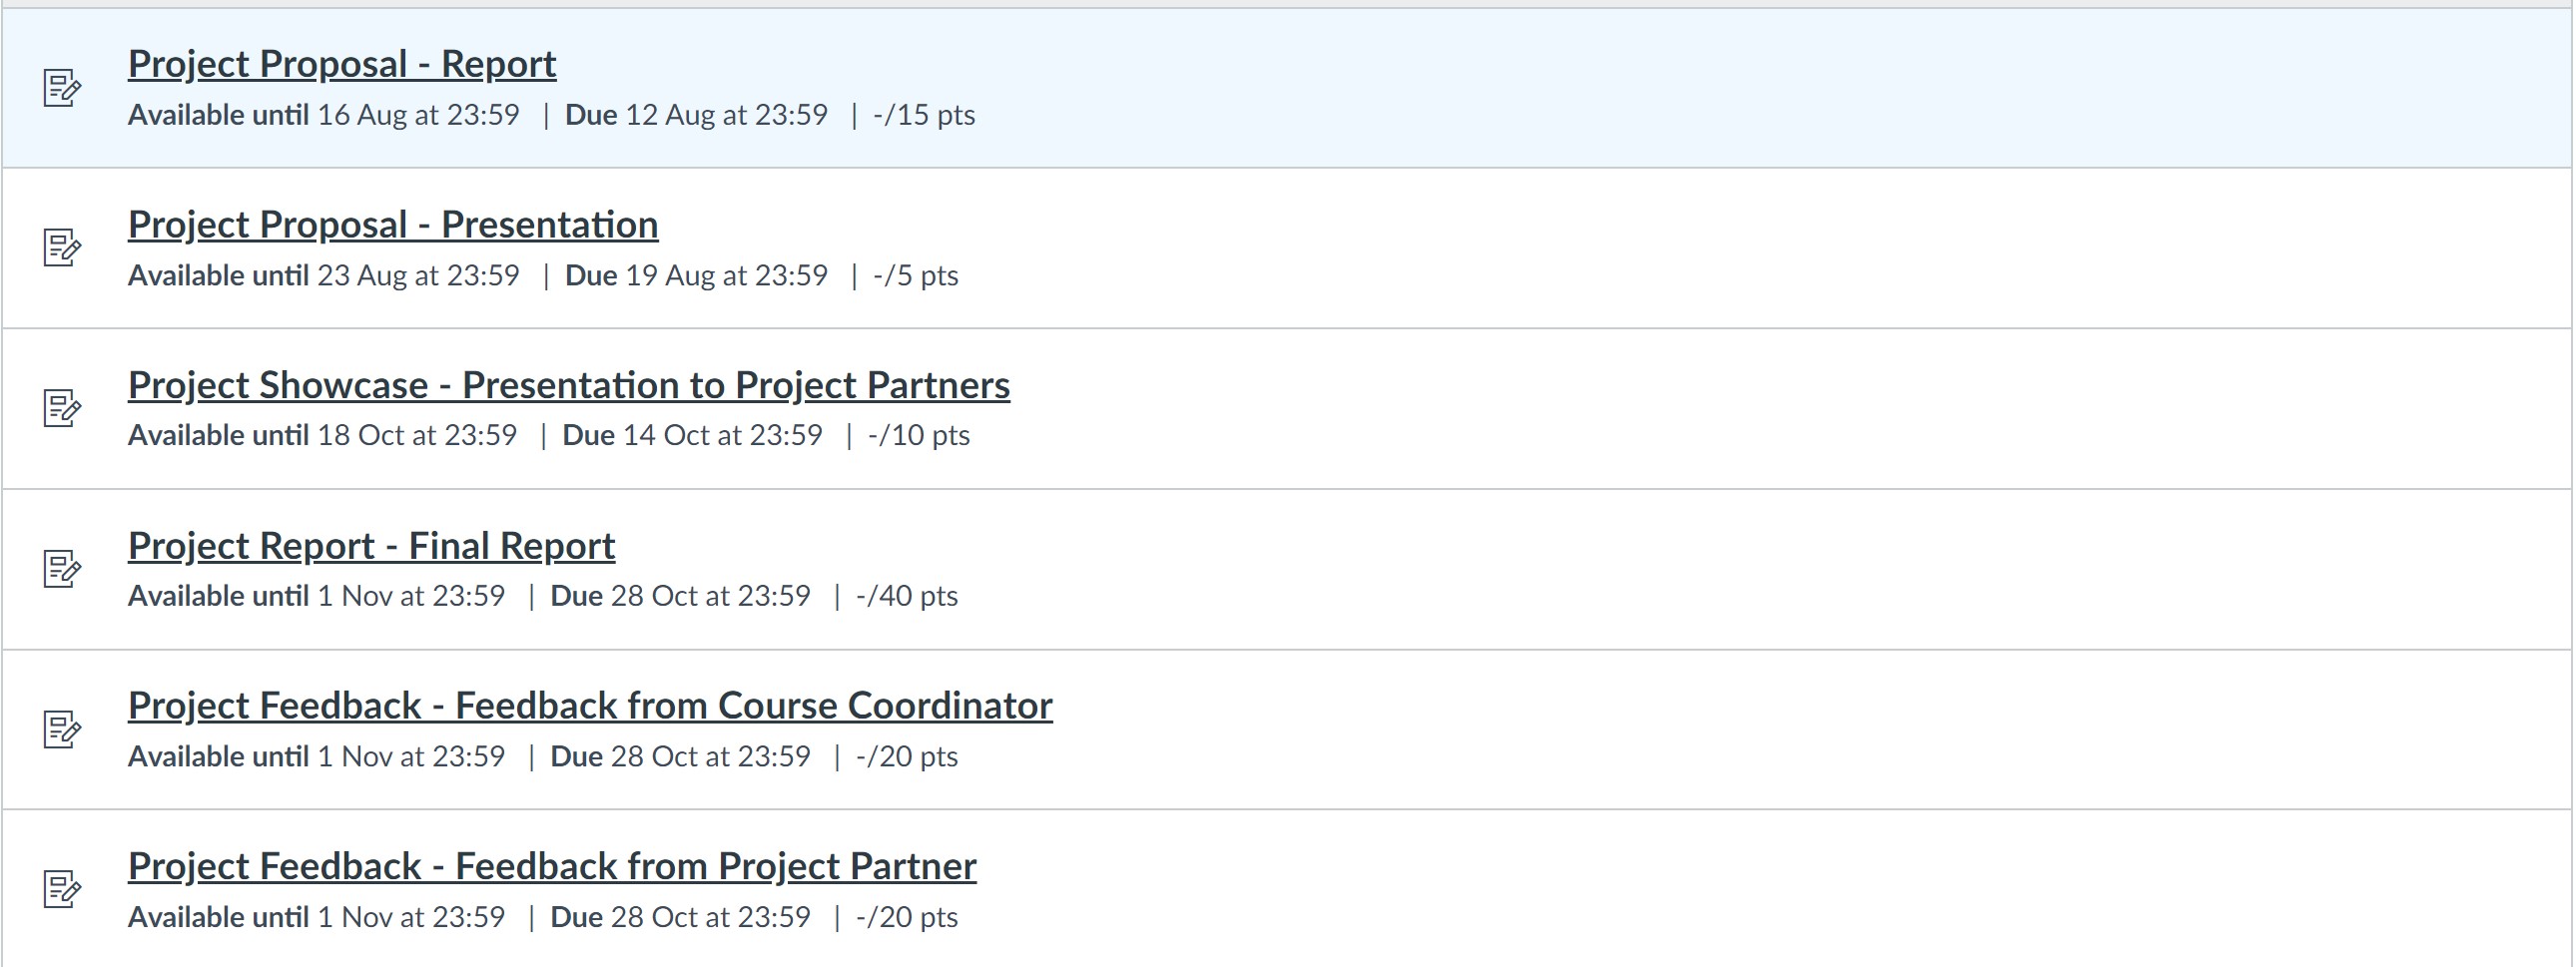 Project Proposal - Report
Available until 16 Aug at 23:59 | Due 12 Aug at 23:59 | -/15 pts
Project Proposal - Presentation
Available until 23 Aug at 23:59 | Due 19 Aug at 23:59 | -/5 pts
Project Showcase - Presentation to Project Partners
Available until 18 Oct at 23:59 | Due 14 Oct at 23:59 | -/10 pts
Project Report - Final Report
Available until 1 Nov at 23:59 | Due 28 Oct at 23:59 | -/40 pts
Project Feedback - Feedback from Course Coordinator
Available until 1 Nov at 23:59 | Due 28 Oct at 23:59 | -/20 pts
Project Feedback - Feedback from Project Partner
Available until 1 Nov at 23:59 | Due 28 Oct at 23:59 | -/20 pts